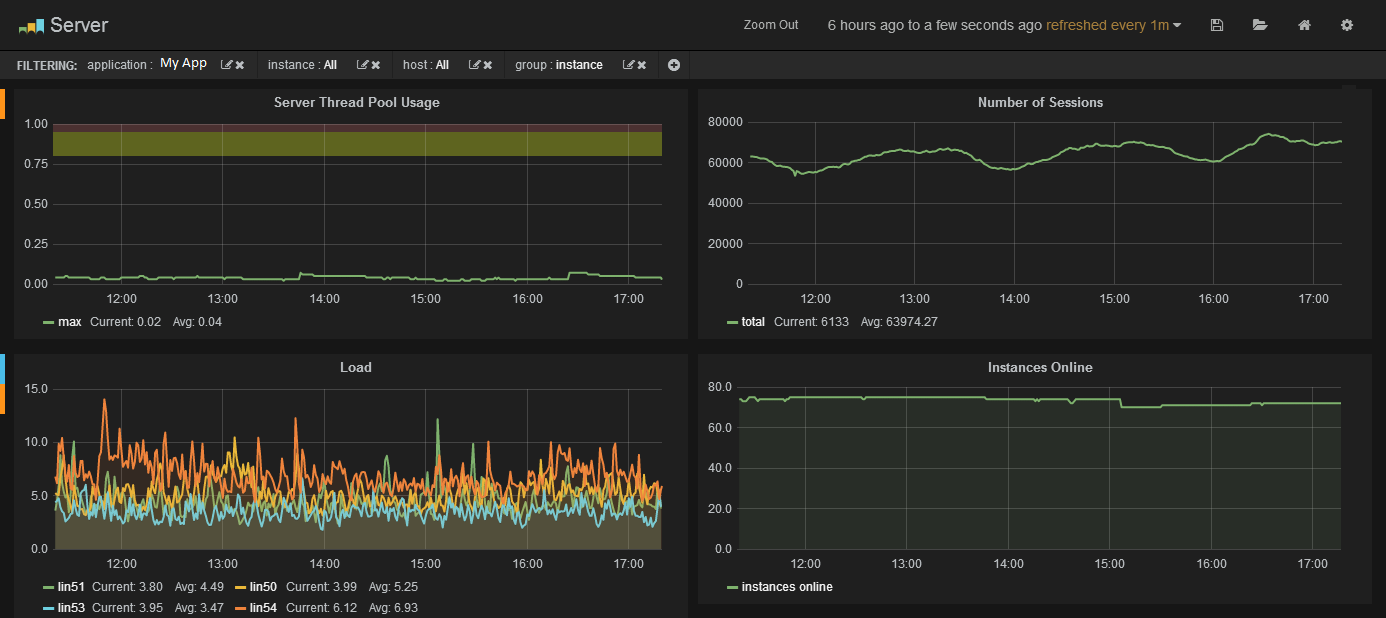 Server
Zoom Out 6 hours ago to a few seconds ago refreshed every 1m
FILTERING: application : My App instance : All host : All group : instance
Server Thread Pool Usage
1.00
0.75
0.50
0.25
0.00
12:00 13:00 14:00 15:00 16:00 17:00
max Current: 0.02 Avg: 0.04
Number of Sessions
80000
60000
40000
20000
0
12:00 13:00 14:00 15:00 16:00 17:00
total Current: 6133 Avg: 63974.27
Load
15.0
10.0
5.0
0.0
12:00 13:00 14:00 15:00 16:00 17:00
lin51 Current: 3.80 Avg: 4.49 lin50 Current: 3.99 Avg: 5.25
lin53 Current: 3.95 Avg: 3.47 lin54 Current: 6.12 Avg: 6.93
Instances Online
80.0
60.0
40.0
20.0
0.0
12:00 13:00 14:00 15:00 16:00 17:00
instances online